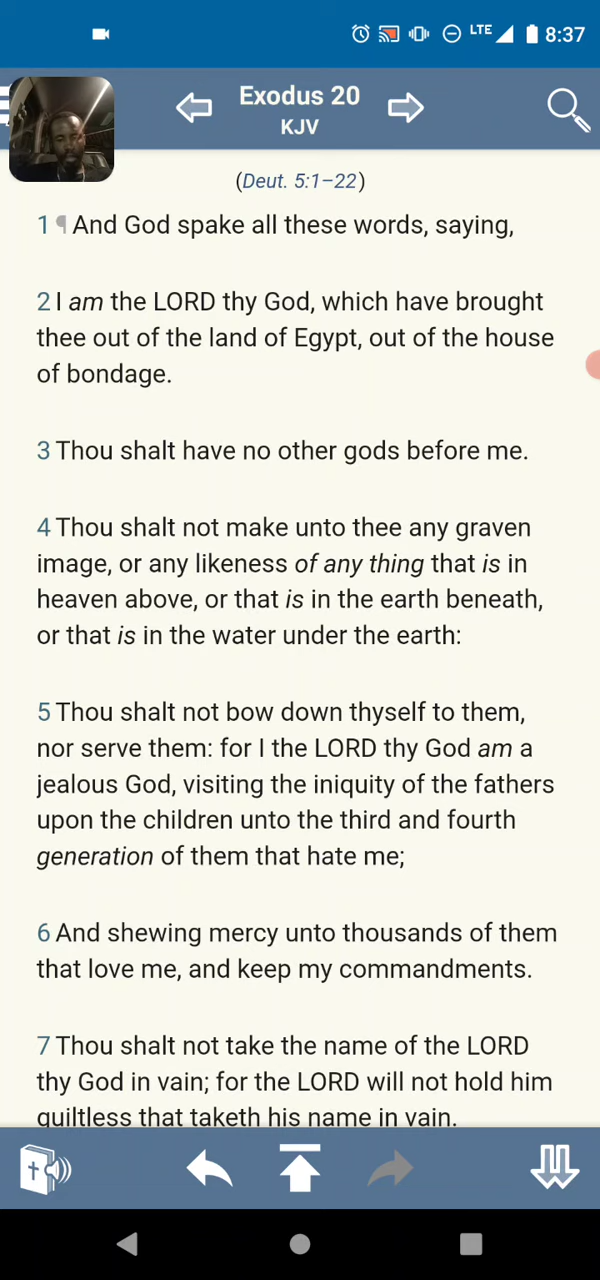 LTE 8:37
Exodus 20
KJV
(Deut. 5:1–22)
1 ¶ And God spake all these words, saying,
2 I am the LORD thy God, which have brought
thee out of the land of Egypt, out of the house
of bondage.
3 Thou shalt have no other gods before me.
4 Thou shalt not make unto thee any graven
image, or any likeness of any thing that is in
heaven above, or that is in the earth beneath,
or that is in the water under the earth:
5 Thou shalt not bow down thyself to them,
nor serve them: for I the LORD thy God am a
jealous God, visiting the iniquity of the fathers
upon the children unto the third and fourth
generation of them that hate me;
6 And shewing mercy unto thousands of them
that love me, and keep my commandments.
7 Thou shalt not take the name of the LORD
thy God in vain; for the LORD will not hold him
guiltless that taketh his name in vain.